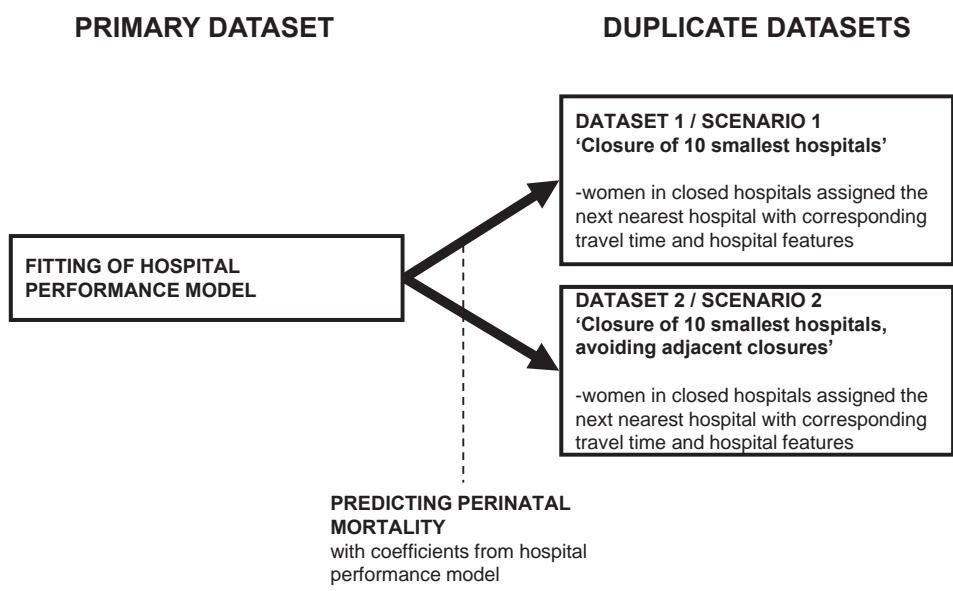 PRIMARY DATASET
DUPLICATE DATASETS
FITTING OF HOSPITAL
PERFORMANCE MODEL
DATASET 1 / SCENARIO 1
‘Closure of 10 smallest hospitals’
-women in closed hospitals assigned the
next nearest hospital with corresponding
travel time and hospital features
DATASET 2 / SCENARIO 2
‘Closure of 10 smallest hospitals,
avoiding adjacent closures’
-women in closed hospitals assigned the
next nearest hospital with corresponding
travel time and hospital features
PREDICTING PERINATAL
MORTALITY
with coefficients from hospital
performance model